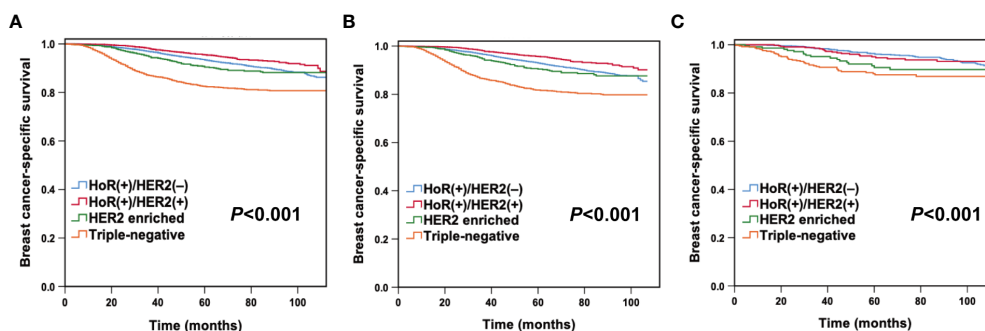 A
Breast cancer-specific survival
1.0
0.8
0.6
0.4
0.2
0.0
HoR(+)/HER2(–)
HoR(+)/HER2(+)
HER2 enriched
Triple-negative
P<0.001
0 20 40 60 80 100
Time (months)
B
Breast cancer-specific survival
1.0
0.8
0.6
0.4
0.2
0.0
HoR(+)/HER2(–)
HoR(+)/HER2(+)
HER2 enriched
Triple-negative
P<0.001
0 20 40 60 80 100
Time (months)
C
Breast cancer-specific survival
1.0
0.8
0.6
0.4
0.2
0.0
HoR(+)/HER2(–)
HoR(+)/HER2(+)
HER2 enriched
Triple-negative
P<0.001
0 20 40 60 80 100
Time (months)